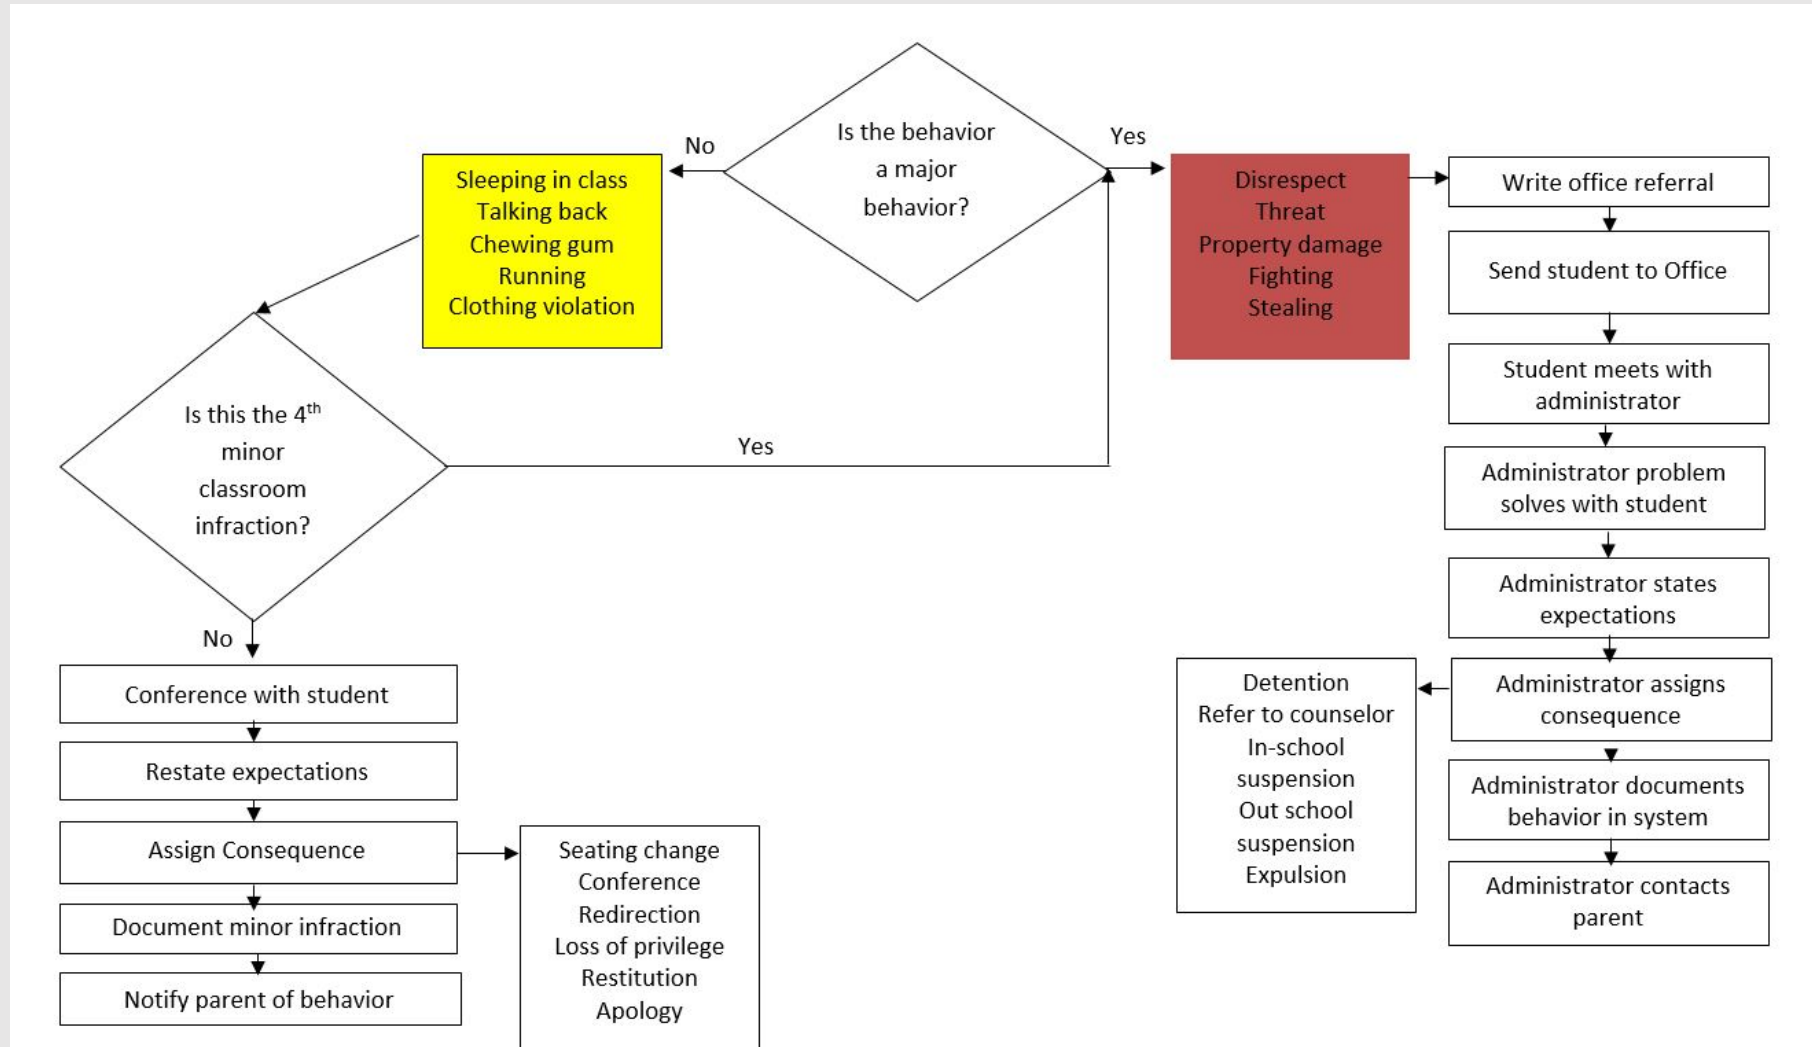 Is the behavior
a major
behavior?
No
Yes
Sleeping in class
Talking back
Chewing gum
Running
Clothing violation
Disrespect
Threat
Property damage
Fighting
Stealing
Write office referral
Send student to Office
Student meets with
administrator
Administrator problem
solves with student
Administrator states
expectations
Administrator assigns
consequence
Detention
Refer to counselor
In-school
suspension
Out school
suspension
Expulsion
Administrator documents
behavior in system
Administrator contacts
parent
Is this the 4th
minor
classroom
infraction?
Yes
No
Conference with student
Restate expectations
Assign Consequence
Seating change
Conference
Redirection
Loss of privilege
Restitution
Apology
Document minor infraction
Notify parent of behavior